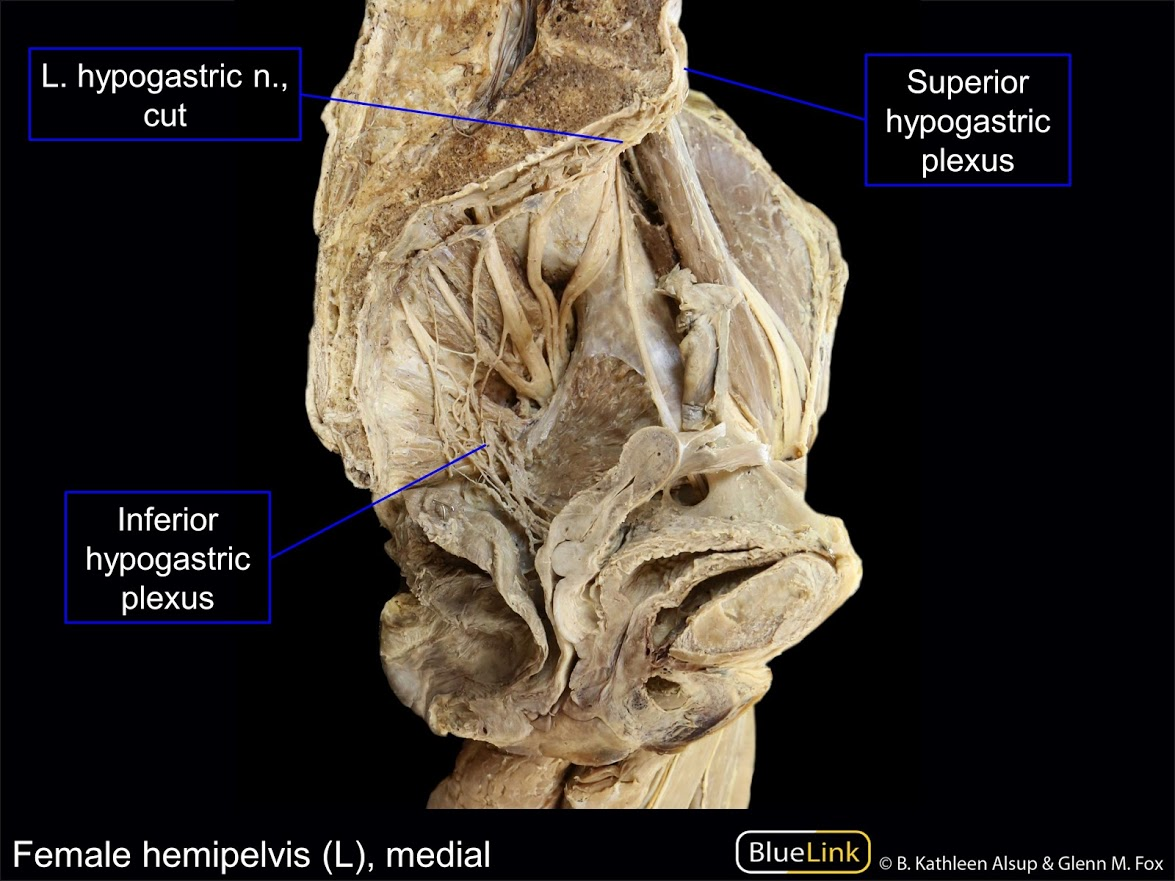 L. hypogastric n.,
cut
Superior
hypogastric
plexus
Inferior
hypogastric
plexus
Female hemipelvis (L), medial
BlueLink
© B. Kathleen Alsup & Glenn M. Fox